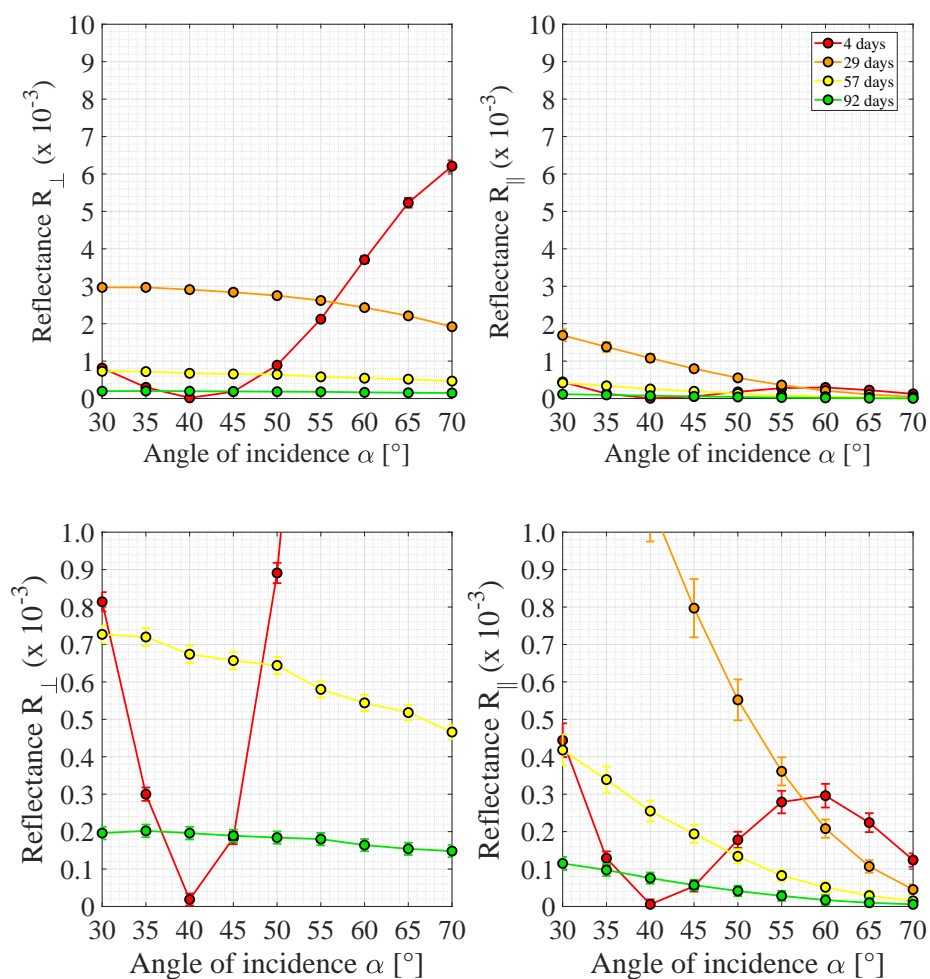 10
9
8
7
6
5
4
3
2
1
0
Reflectance R⊥ (x 10⁻³)
30 35 40 45 50 55 60 65 70
Angle of incidence α [°]
10
9
8
7
6
5
4
3
2
1
0
Reflectance R∥ (x 10⁻³)
4 days
29 days
57 days
92 days
30 35 40 45 50 55 60 65 70
Angle of incidence α [°]
1.0
0.9
0.8
0.7
0.6
0.5
0.4
0.3
0.2
0.1
0
Reflectance R⊥ (x 10⁻³)
30 35 40 45 50 55 60 65 70
Angle of incidence α [°]
1.0
0.9
0.8
0.7
0.6
0.5
0.4
0.3
0.2
0.1
0
Reflectance R∥ (x 10⁻³)
30 35 40 45 50 55 60 65 70
Angle of incidence α [°]